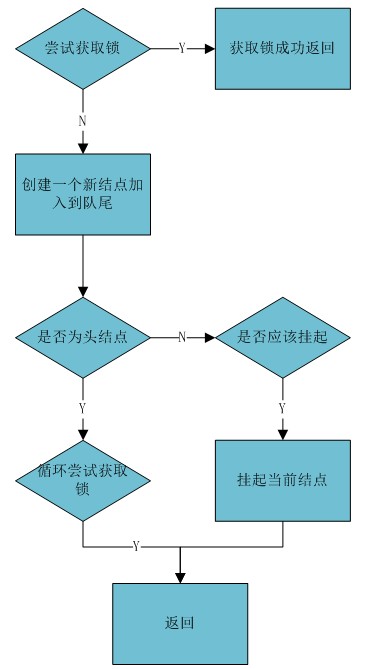 尝试获取锁
Y
获取锁成功返回
N
创建一个新结点加
入到队尾
是否为头结点
N
是否应该挂起
Y
Y
循环尝试获取
锁
挂起当前结点
Y
返回